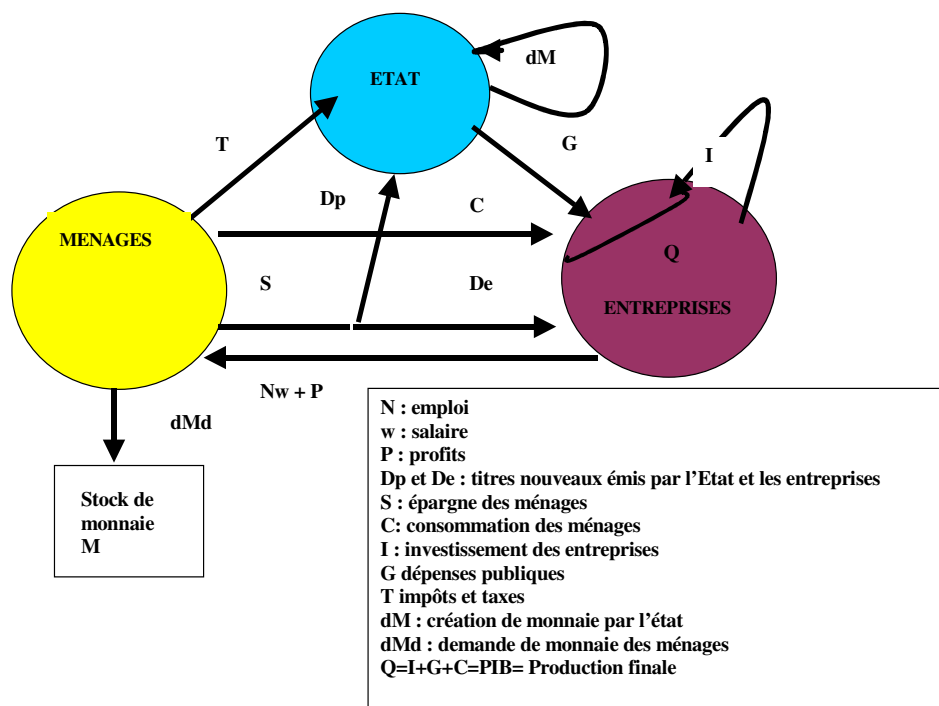 dM
ETAT
T
G
I
Dp
C
MENAGES
Q
S
De
ENTREPRISES
Nw + P
dMd
Stock de
monnaie
M
N : emploi
w : salaire
P : profits
Dp et De : titres nouveaux émis par l'Etat et les entreprises
S : épargne des ménages
C: consommation des ménages
I : investissement des entreprises
G dépenses publiques
T impôts et taxes
dM : création de monnaie par l'état
dMd : demande de monnaie des ménages
Q=I+G+C=PIB= Production finale